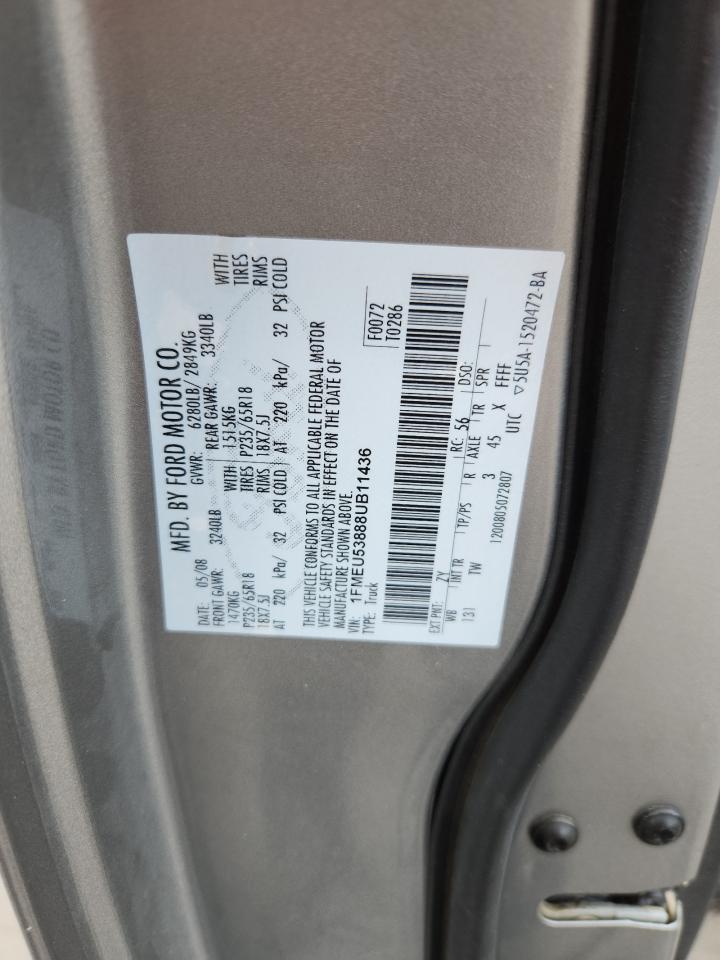 MFD. BY FORD MOTOR CO.
DATE: 05/08 GVWR: 6280LB/ 2849KG
FRONT GAWR: 3240LB REAR GAWR: 3340LB
1470KG WITH 1515KG WITH
P235/65R18 TIRES P235/65R18 TIRES
18X7.5J RIMS 18X7.5J RIMS
AT 220 kPa/ 32 PSI COLD AT 220 kPa/ 32 PSI COLD
THIS VEHICLE CONFORMS TO ALL APPLICABLE FEDERAL MOTOR
VEHICLE SAFETY STANDARDS IN EFFECT ON THE DATE OF
MANUFACTURE SHOWN ABOVE.
VIN: 1FMEU53888UB11436 F0072
TYPE: Truck T0286
EXT PNT: ZY RC: 56 DSO:
WB INT TR TP/PS R AXLE TR SPR
131 TW 3 45 X FFFF
1200805072807 UTC ▽5U5A-1520472-BA